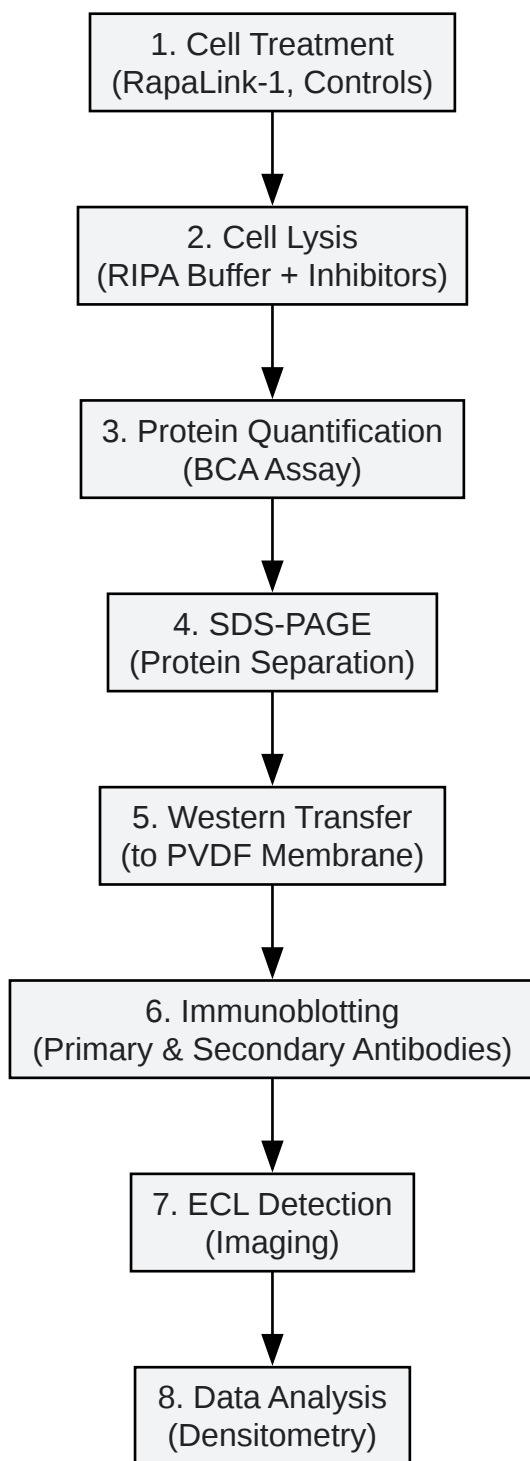 1. Cell Treatment
(RapaLink-1, Controls)
2. Cell Lysis
(RIPA Buffer + Inhibitors)
3. Protein Quantification
(BCA Assay)
4. SDS-PAGE
(Protein Separation)
5. Western Transfer
(to PVDF Membrane)
6. Immunoblotting
(Primary & Secondary Antibodies)
7. ECL Detection
(Imaging)
8. Data Analysis
(Densitometry)